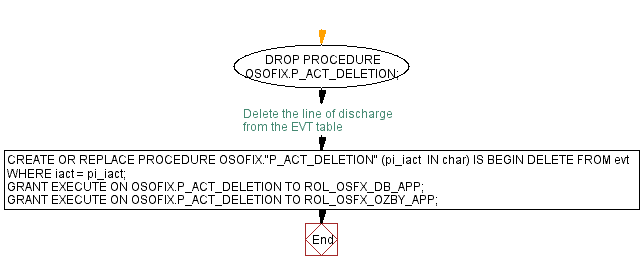 DROP PROCEDURE
OSOFIX.P_ACT_DELETION;
Delete the line of discharge
from the EVT table
CREATE OR REPLACE PROCEDURE OSOFIX."P_ACT_DELETION" (pi_iact IN char) IS BEGIN DELETE FROM evt
WHERE iact = pi_iact;
GRANT EXECUTE ON OSOFIX.P_ACT_DELETION TO ROL_OSFX_DB_APP;
GRANT EXECUTE ON OSOFIX.P_ACT_DELETION TO ROL_OSFX_OZBY_APP;
End